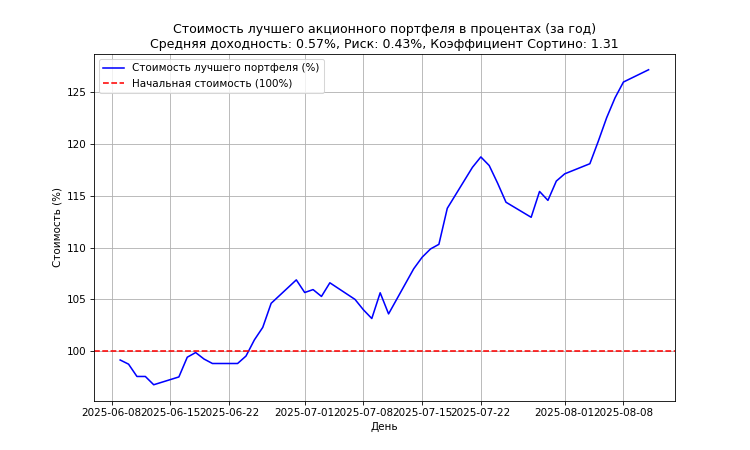 Стоимость лучшего акционного портфеля в процентах (за год)
Средняя доходность: 0.57%, Риск: 0.43%, Коэффициент Сортино: 1.31
Стоимость лучшего портфеля (%)
Начальная стоимость (100%)
Стоимость (%)
125
120
115
110
105
100
2025-06-08 2025-06-15 2025-06-22 2025-07-01 2025-07-08 2025-07-15 2025-07-22 2025-08-01 2025-08-08
День